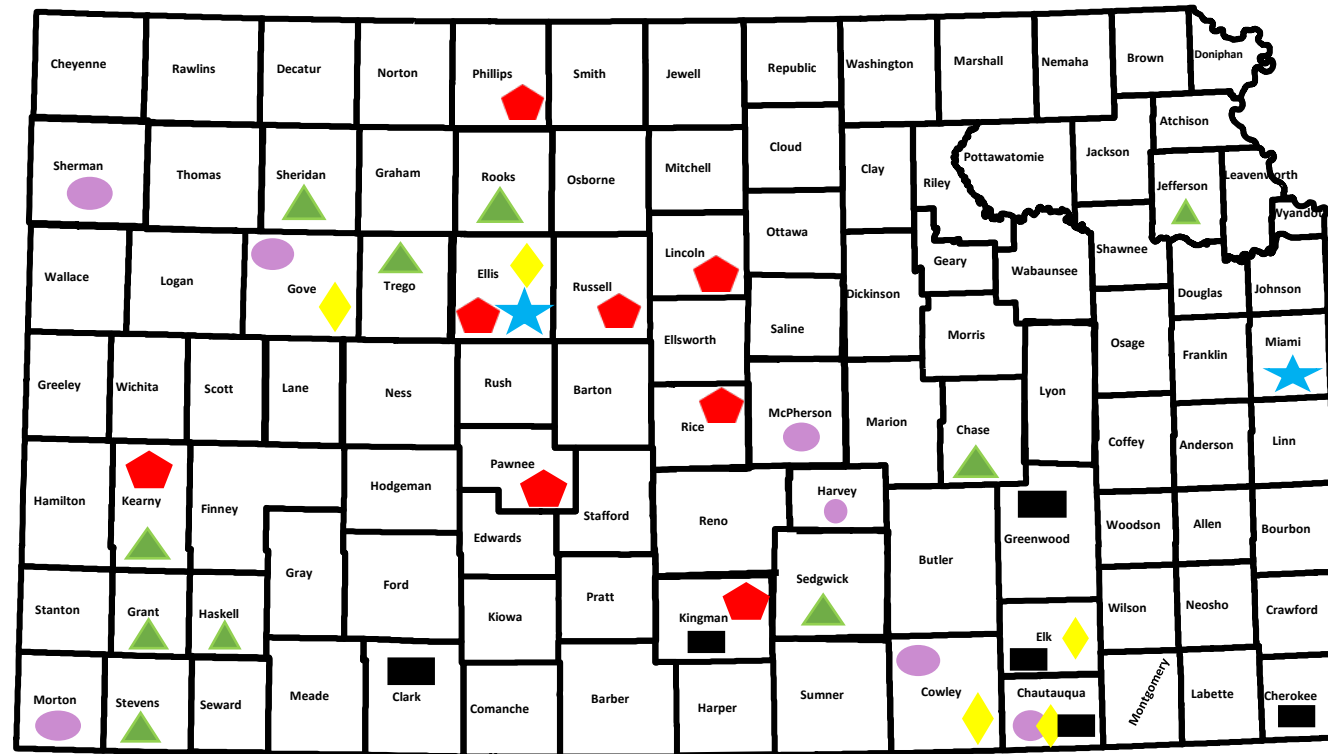 Cheyenne
Rawlins
Decatur
Norton
Phillips
Smith
Jewell
Republic
Washington
Marshall
Nemaha
Brown
Doniphan
Sherman
Thomas
Sheridan
Graham
Rooks
Osborne
Mitchell
Cloud
Clay
Riley
Pottawatomie
Jackson
Atchison
Jefferson
Leavenworth
Wyandot
Wallace
Logan
Gove
Trego
Ellis
Russell
Lincoln
Ottawa
Dickinson
Geary
Wabaunsee
Shawnee
Douglas
Johnson
Greeley
Wichita
Scott
Lane
Ness
Rush
Barton
Ellsworth
Saline
Morris
Lyon
Osage
Franklin
Miami
Hamilton
Kearny
Finney
Hodgeman
Pawnee
Stafford
Rice
McPherson
Marion
Chase
Coffey
Anderson
Linn
Edwards
Reno
Harvey
Butler
Greenwood
Woodson
Allen
Bourbon
Stanton
Grant
Haskell
Gray
Ford
Kiowa
Pratt
Kingman
Sedgwick
Elk
Wilson
Neosho
Crawford
Morton
Stevens
Seward
Meade
Clark
Comanche
Barber
Harper
Sumner
Cowley
Chautauqua
Montgomery
Labette
Cherokee